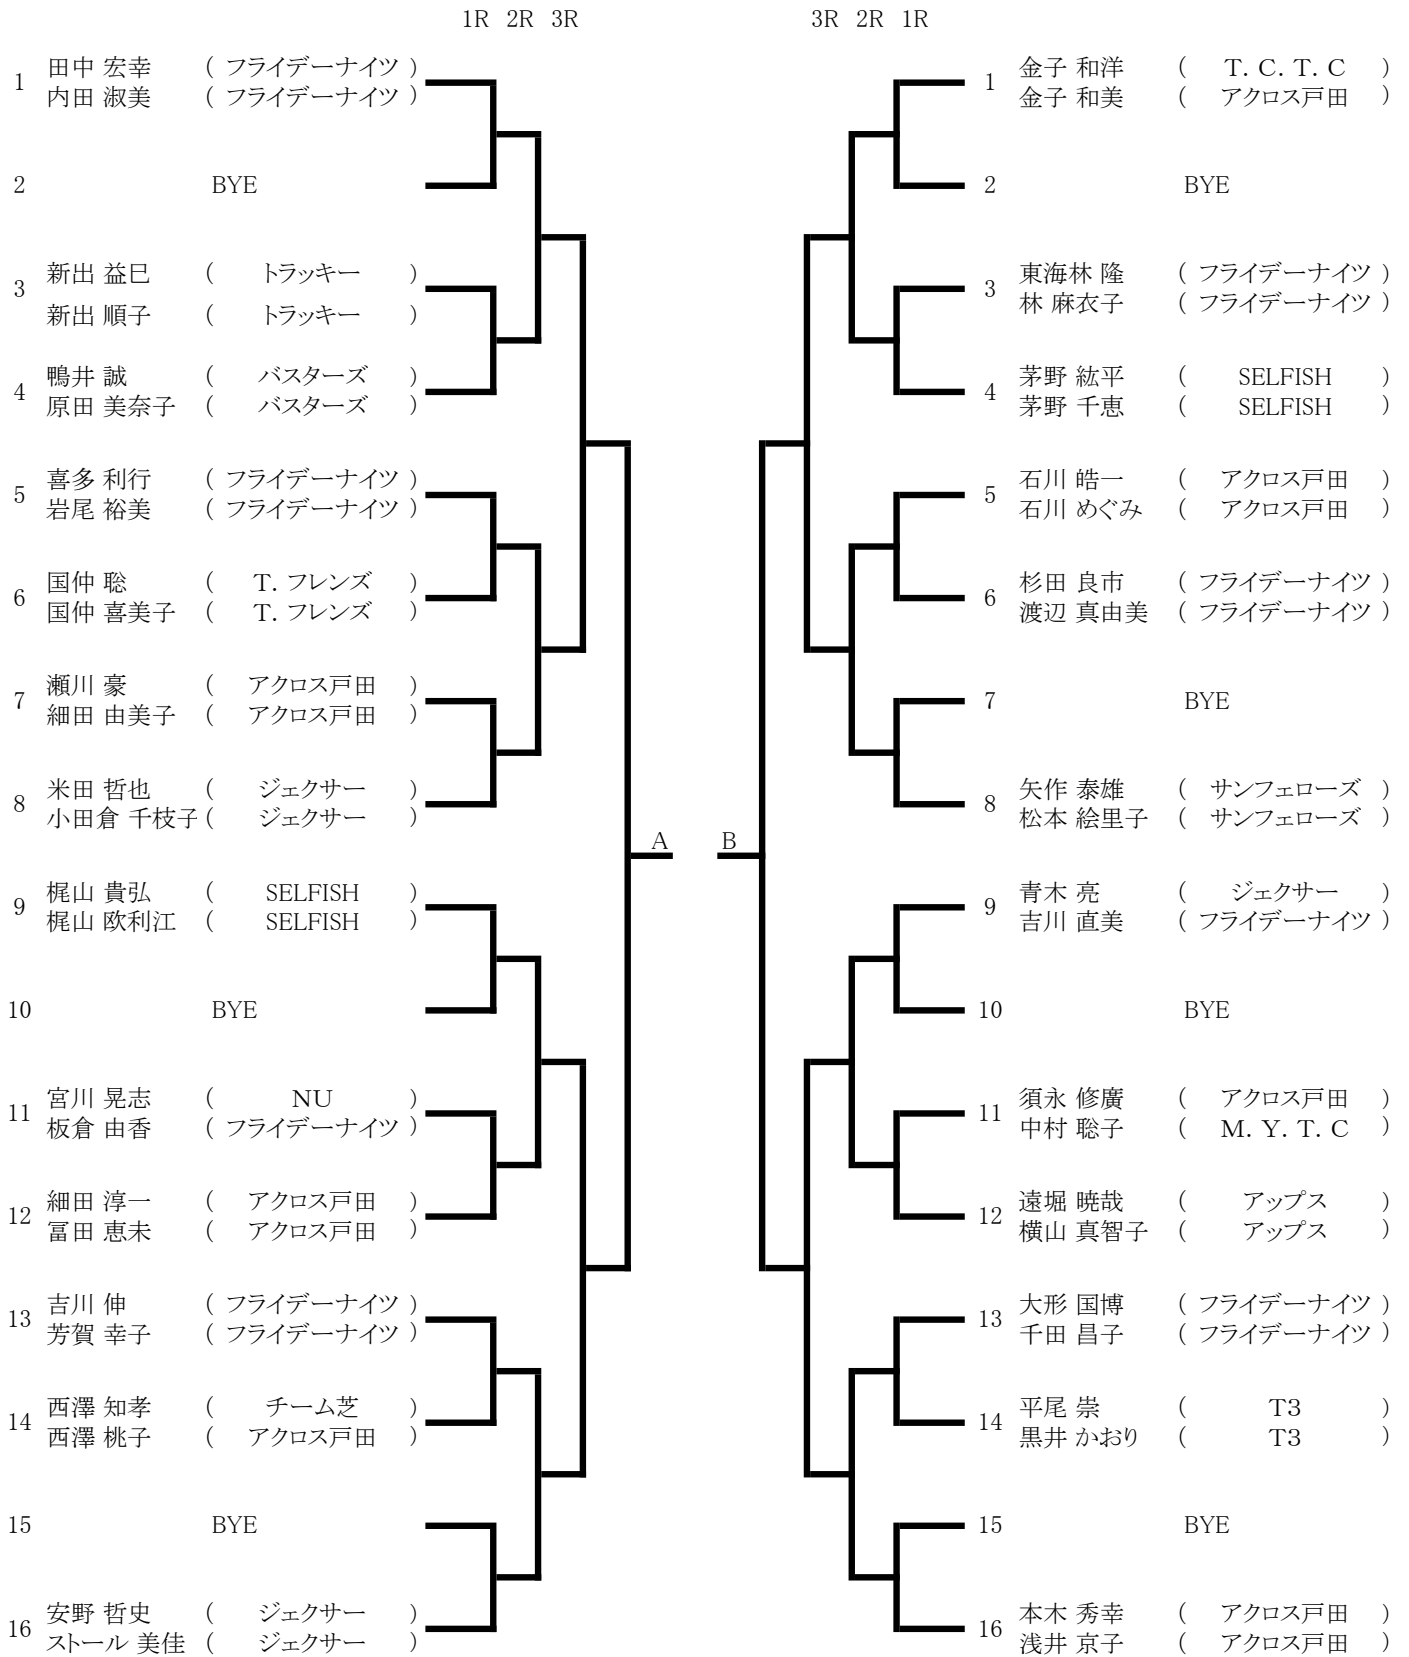 1R 2R 3R
1 田中 宏幸 ( フライデーナイツ )
内田 淑美 ( フライデーナイツ )
2 BYE
3 新出 益巳 ( トラッキー )
新出 順子 ( トラッキー )
4 鴨井 誠 ( バスターズ )
原田 美奈子 ( バスターズ )
5 喜多 利行 ( フライデーナイツ )
岩尾 裕美 ( フライデーナイツ )
6 国仲 聡 ( T. フレンズ )
国仲 喜美子 ( T. フレンズ )
7 瀬川 豪 ( アクロス戸田 )
細田 由美子 ( アクロス戸田 )
8 米田 哲也 ( ジェクサー )
小田倉 千枝子 ( ジェクサー )
A
9 梶山 貴弘 ( SELFISH )
梶山 欧利江 ( SELFISH )
10 BYE
11 宮川 晃志 ( NU )
板倉 由香 ( フライデーナイツ )
12 細田 淳一 ( アクロス戸田 )
冨田 恵未 ( アクロス戸田 )
13 吉川 伸 ( フライデーナイツ )
芳賀 幸子 ( フライデーナイツ )
14 西澤 知孝 ( チーム芝 )
西澤 桃子 ( アクロス戸田 )
15 BYE
16 安野 哲史 ( ジェクサー )
ストール 美佳 ( ジェクサー )
3R 2R 1R
1 金子 和洋 ( T. C. T. C )
金子 和美 ( アクロス戸田 )
2 BYE
3 東海林 隆 ( フライデーナイツ )
林 麻衣子 ( フライデーナイツ )
4 茅野 紘平 ( SELFISH )
茅野 千恵 ( SELFISH )
5 石川 皓一 ( アクロス戸田 )
石川 めぐみ ( アクロス戸田 )
6 杉田 良市 ( フライデーナイツ )
渡辺 真由美 ( フライデーナイツ )
7 BYE
8 矢作 泰雄 ( サンフェローズ )
松本 絵里子 ( サンフェローズ )
B
9 青木 亮 ( ジェクサー )
吉川 直美 ( フライデーナイツ )
10 BYE
11 須永 修廣 ( アクロス戸田 )
中村 聡子 ( M. Y. T. C )
12 遠堀 暁哉 ( アップス )
横山 真智子 ( アップス )
13 大形 国博 ( フライデーナイツ )
千田 昌子 ( フライデーナイツ )
14 平尾 崇 ( T3 )
黒井 かおり ( T3 )
15 BYE
16 本木 秀幸 ( アクロス戸田 )
浅井 京子 ( アクロス戸田 )